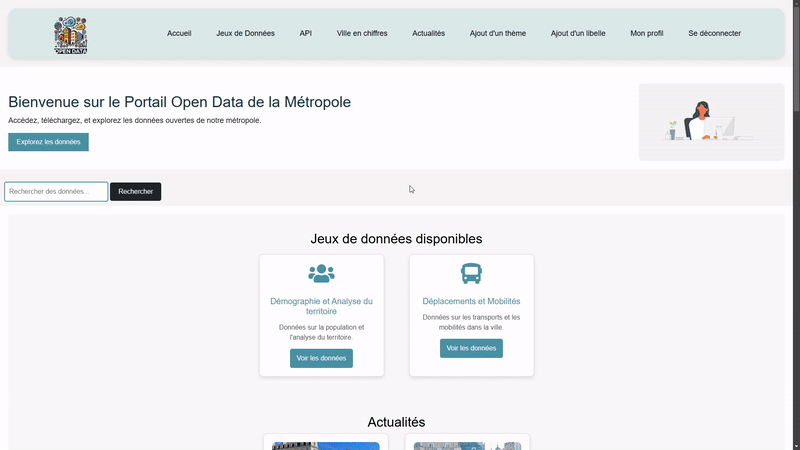 OPEN DATA
Accueil
Jeux de Données
API
Ville en chiffres
Actualités
Ajout d'un thème
Ajout d'un libelle
Mon profil
Se déconnecter
Bienvenue sur le Portail Open Data de la Métropole
Accédez, téléchargez, et explorez les données ouvertes de notre métropole.
Explorez les données
Rechercher des données...
Rechercher
Jeux de données disponibles
Démographie et Analyse du
territoire
Données sur la population et
l'analyse du territoire.
Voir les données
Déplacements et Mobilités
Données sur les transports et les
mobilités dans la ville.
Voir les données
Actualités